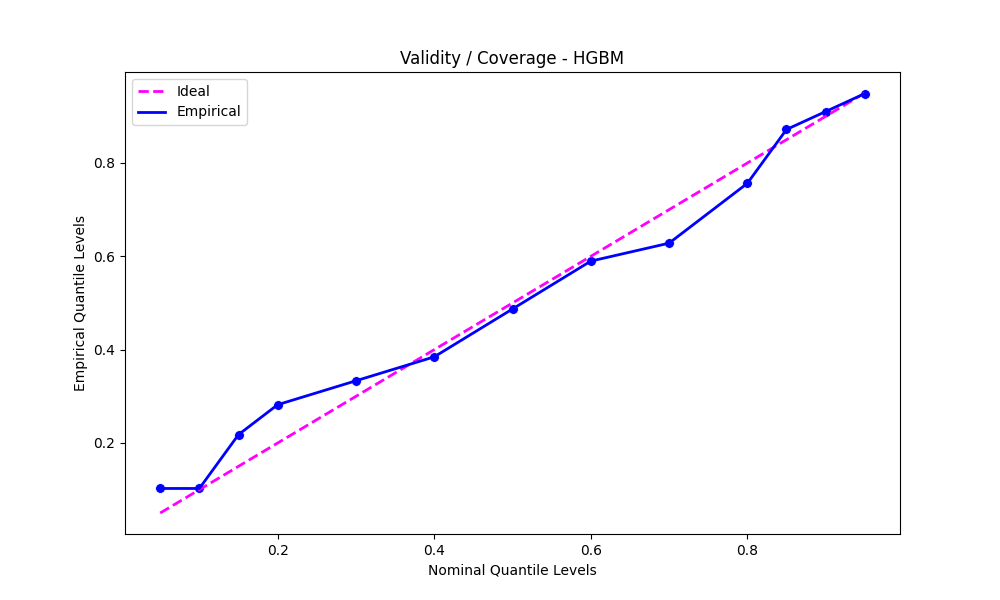 Validity / Coverage - HGBM
Ideal
Empirical
0.8
0.6
0.4
0.2
Empirical Quantile Levels
0.2 0.4 0.6 0.8
Nominal Quantile Levels